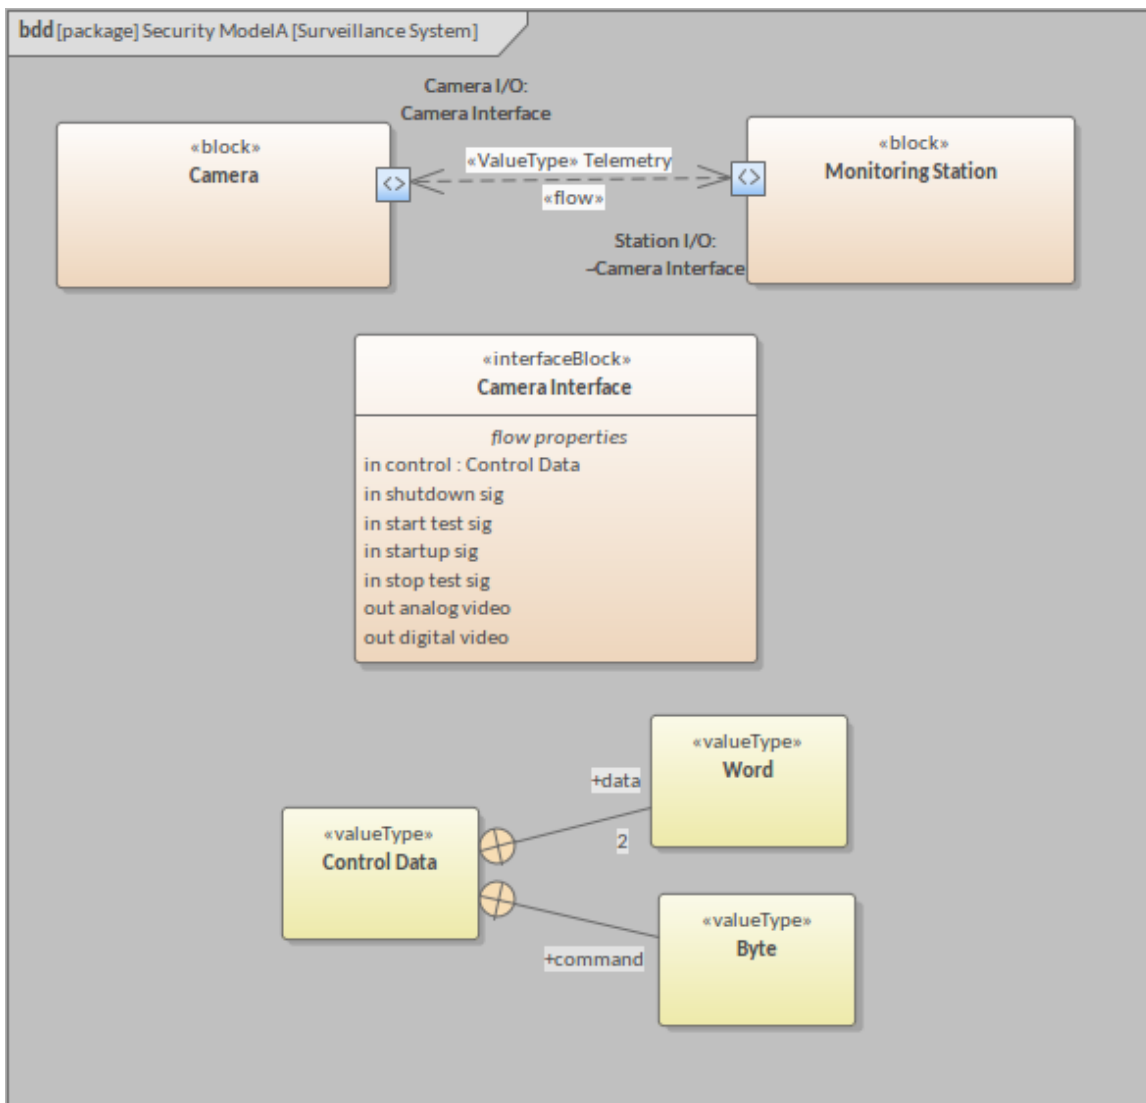 bdd [package] Security ModelA [Surveillance System]
Camera I/O:
Camera Interface
«block»
Camera
<>
«ValueType» Telemetry
«flow»
<>
«block»
Monitoring Station
Station I/O:
~Camera Interface
«interfaceBlock»
Camera Interface
flow properties
in control : Control Data
in shutdown sig
in start test sig
in startup sig
in stop test sig
out analog video
out digital video
«valueType»
Word
+data
2
«valueType»
Control Data
«valueType»
Byte
+command